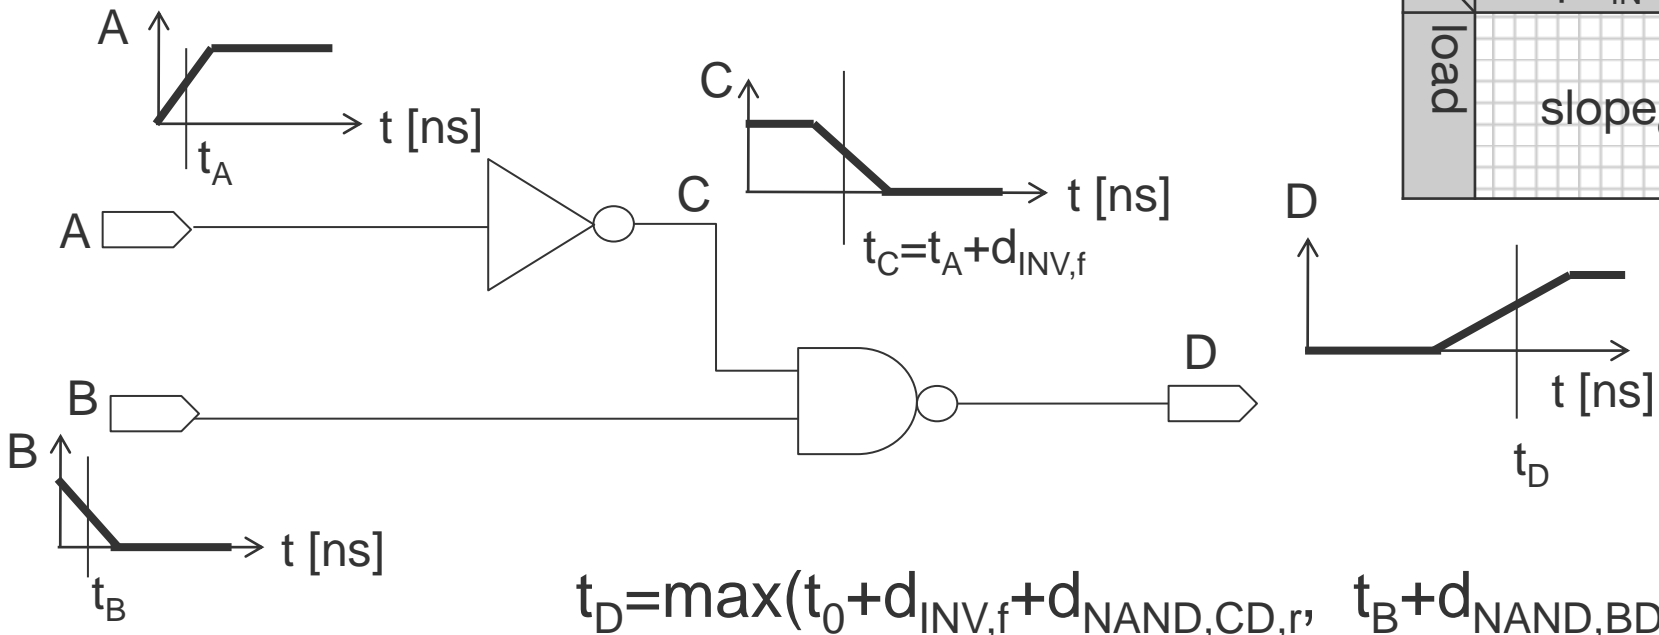 A
t [ns]
t_A
C
t [ns]
t_C=t_A+d_INV,f
IN
load
slope
A
C
D
t [ns]
t_D
B
D
B
t [ns]
t_B
t_D=max(t_0+d_INV,f+d_NAND,CD,r, t_B+d_NAND,BD